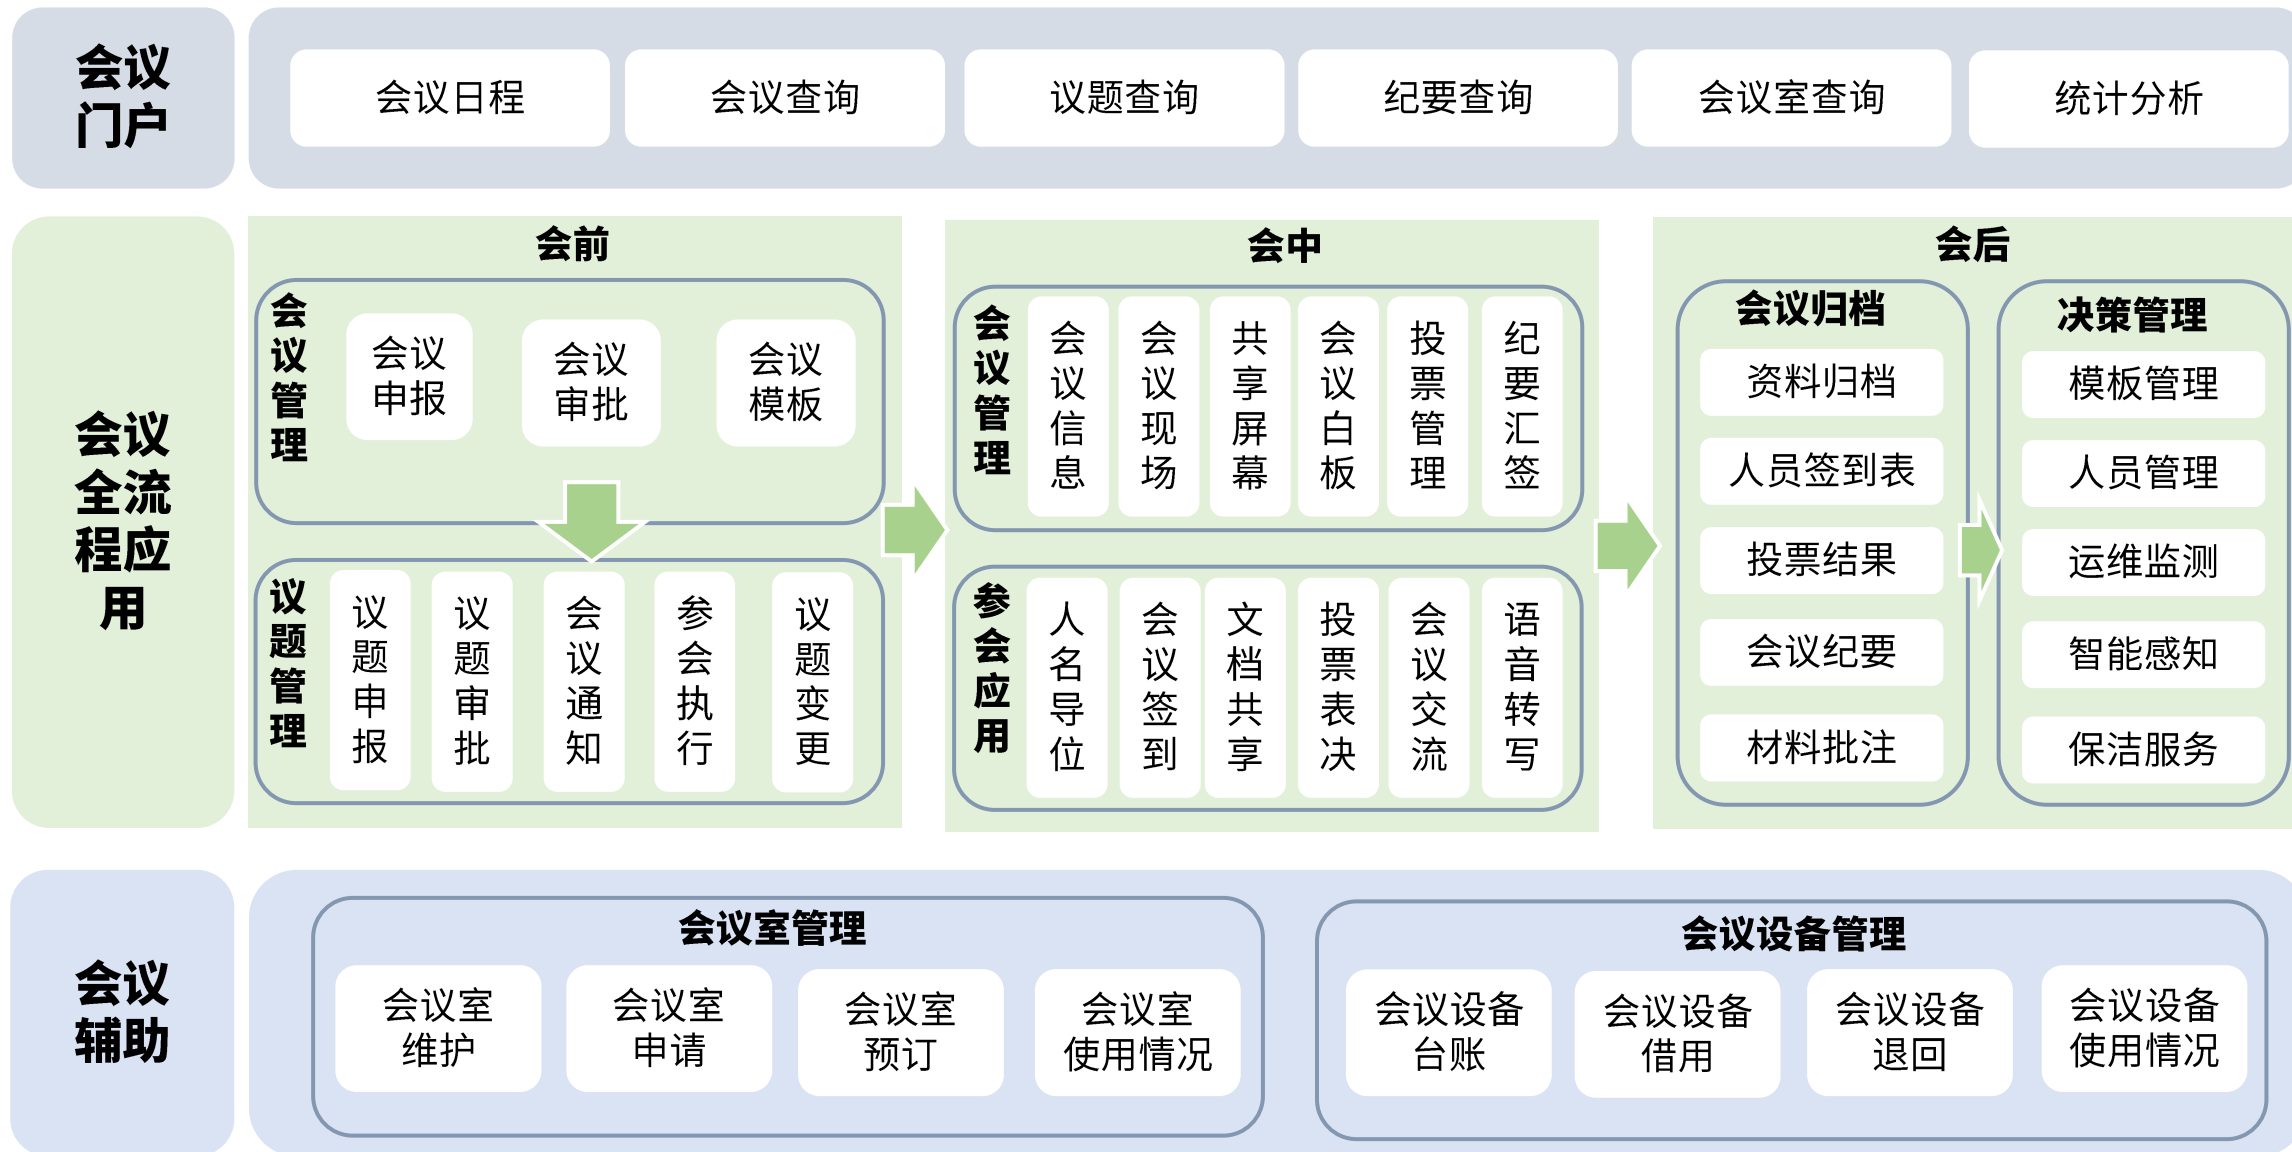 会议
门户
会议日程
会议查询
议题查询
纪要查询
会议室查询
统计分析
会议
全流
程应
用
会前
会议管理
会议
申报
会议
审批
会议
模板
议题管理
议题申报
议题审批
会议通知
参会执行
议题变更
会中
会议管理
会议信息
会议现场
共享屏幕
会议白板
投票管理
纪要汇签
参会应用
人名导位
会议签到
文档共享
投票表决
会议交流
语音转写
会后
会议归档
资料归档
人员签到表
投票结果
会议纪要
材料批注
决策管理
模板管理
人员管理
运维监测
智能感知
保洁服务
会议
辅助
会议室管理
会议室
维护
会议室
申请
会议室
预订
会议室
使用情况
会议设备管理
会议设备
台账
会议设备
借用
会议设备
退回
会议设备
使用情况